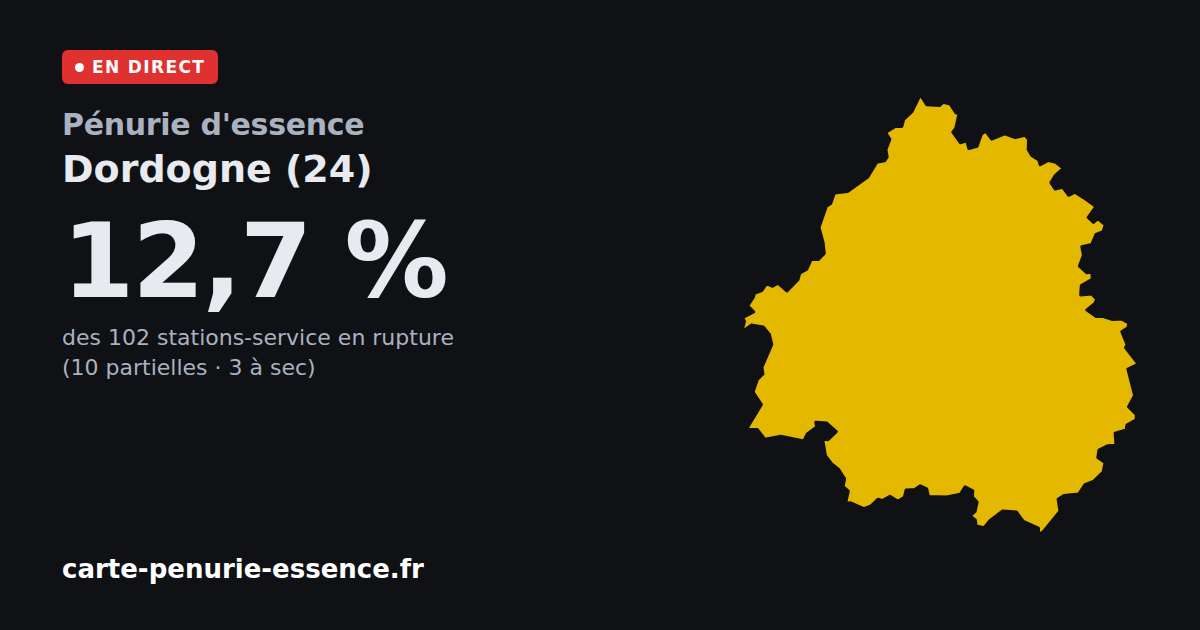 EN DIRECT
Pénurie d'essence
Dordogne (24)
12,7 %
des 102 stations-service en rupture
(10 partielles · 3 à sec)
carte-penurie-essence.fr